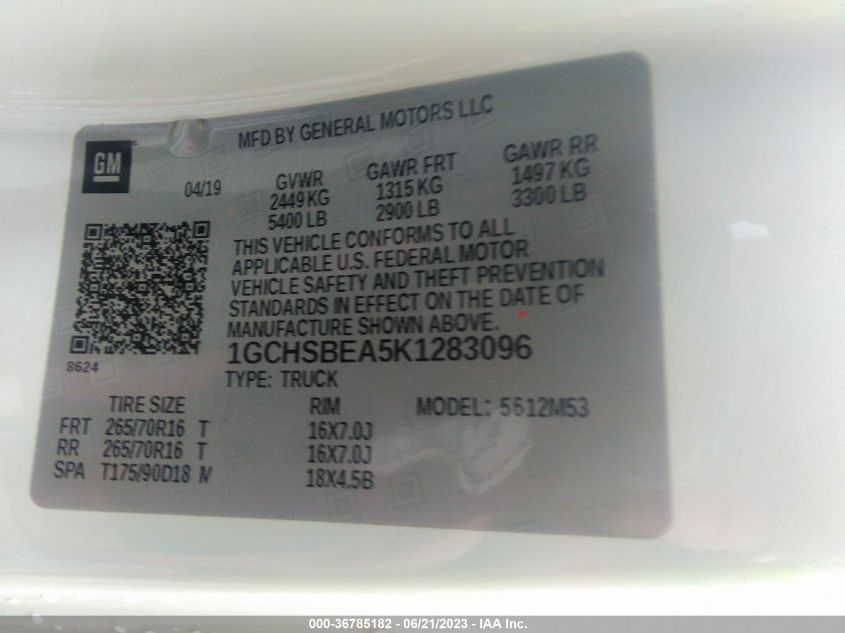 MFD BY GENERAL MOTORS LLC
GM
04/19 GVWR GAWR FRT GAWR RR
2449 KG 1315 KG 1497 KG
5400 LB 2900 LB 3300 LB
THIS VEHICLE CONFORMS TO ALL
APPLICABLE U.S. FEDERAL MOTOR
VEHICLE SAFETY AND THEFT PREVENTION
STANDARDS IN EFFECT ON THE DATE OF
MANUFACTURE SHOWN ABOVE.
1GCHSBEA5K1283096
8624
TYPE: TRUCK
TIRE SIZE RIM MODEL: 5612M53
FRT 265/70R16 T 16X7.0J
RR 265/70R16 T 16X7.0J
SPA T175/90D18 M 18X4.5B
000-36785182 - 06/21/2023 - IAA Inc.